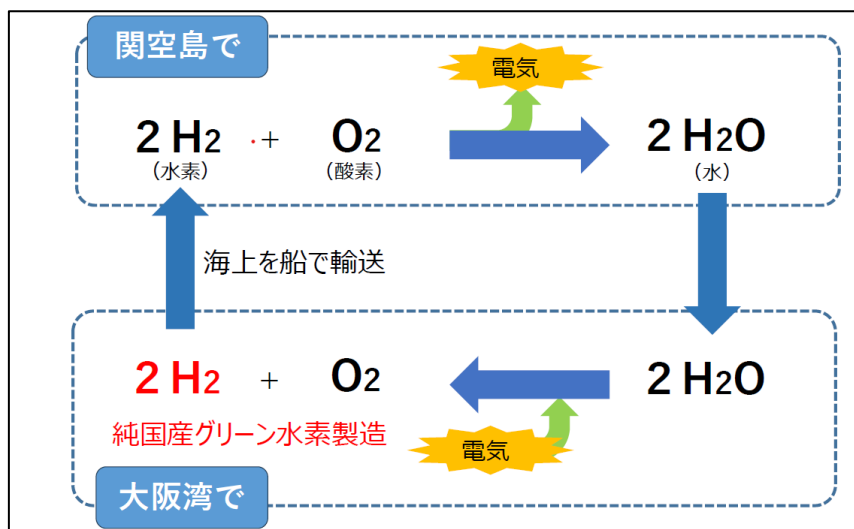 関空島で
電気
2 H2 + O2 2 H2O
(水素) (酸素) (水)
海上を船で輸送
2 H2 + O2 2 H2O
純国産グリーン水素製造
電気
大阪湾で